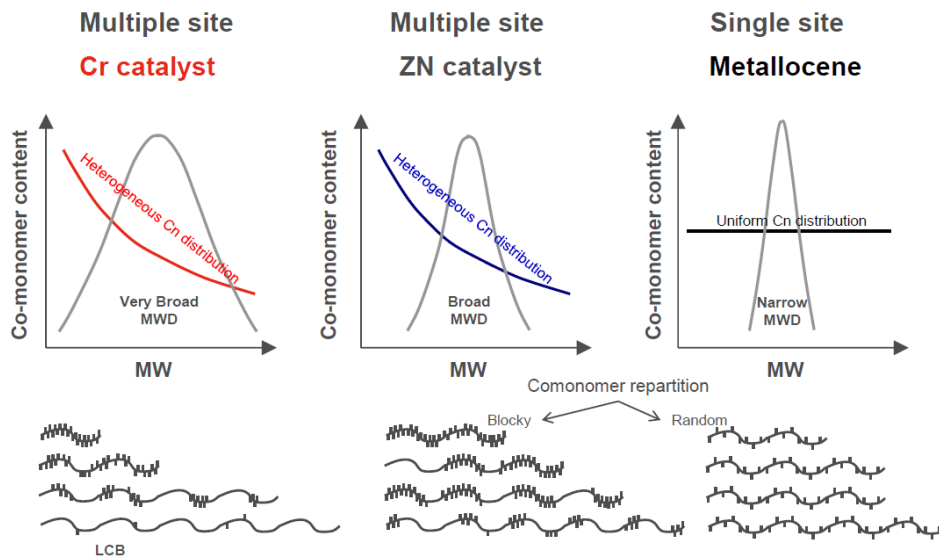 Multiple site
Cr catalyst
Multiple site
ZN catalyst
Single site
Metallocene
Co-monomer content
Heterogeneous Cn distribution
Very Broad
MWD
MW
Co-monomer content
Heterogeneous Cn distribution
Broad
MWD
MW
Co-monomer content
Uniform Cn distribution
Narrow
MWD
MW
Comonomer repartition
Blocky
Random
LCB